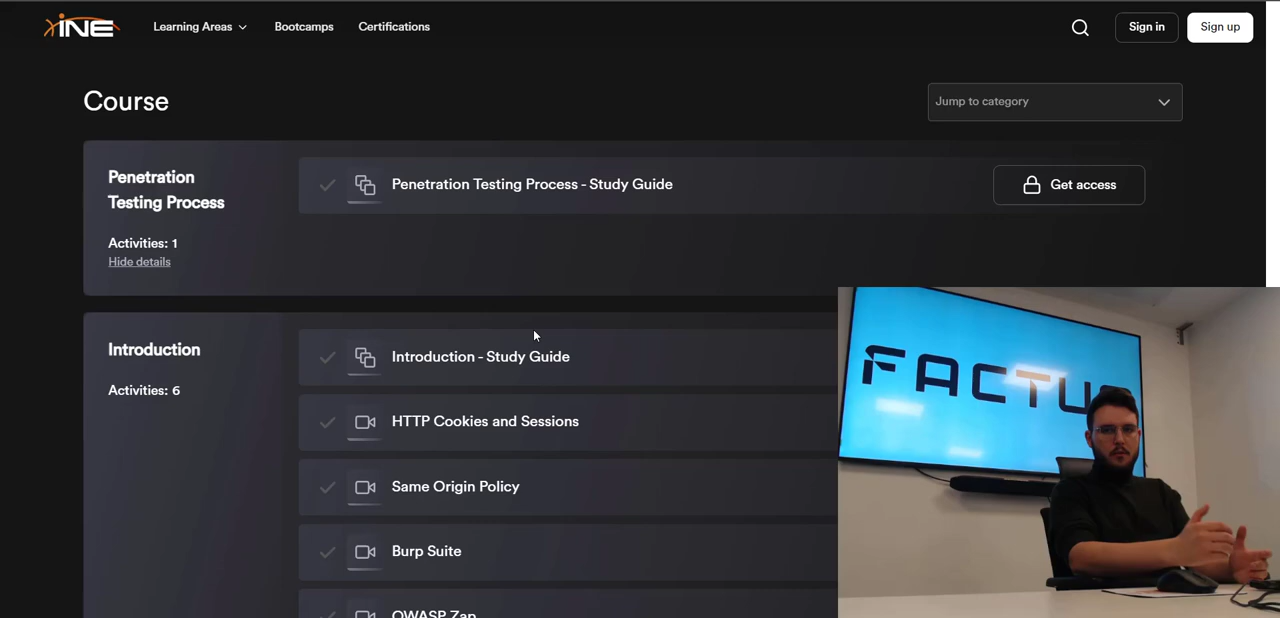 INE
Learning Areas
Bootcamps
Certifications
Sign in
Sign up
Course
Jump to category
Penetration
Testing Process
Activities: 1
Hide details
Penetration Testing Process - Study Guide
Get access
Introduction
Activities: 6
Introduction - Study Guide
HTTP Cookies and Sessions
Same Origin Policy
Burp Suite
OWASP Zap
FACTU